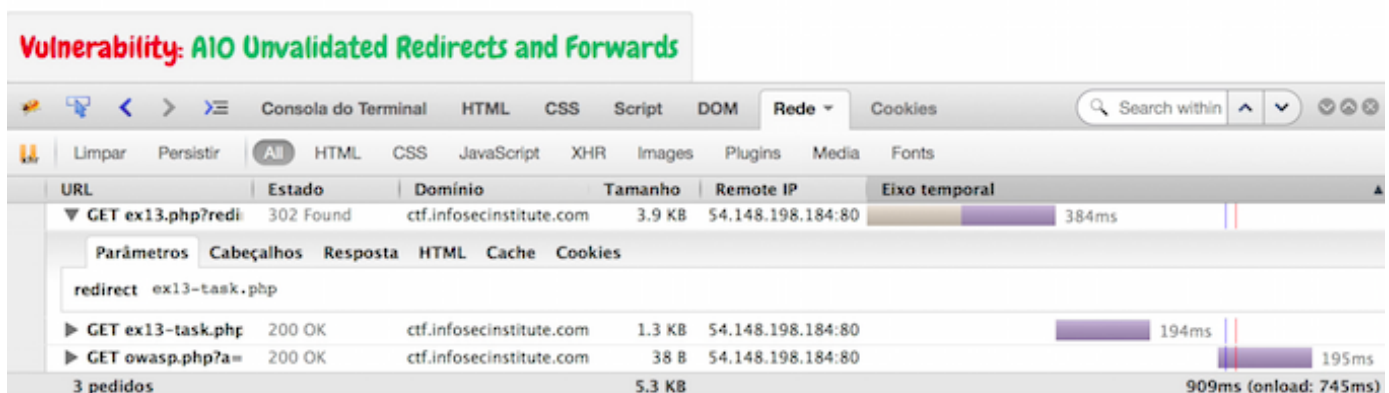 Vulnerability: A10 Unvalidated Redirects and Forwards
Consola do Terminal HTML CSS Script DOM Rede Cookies Search within
Limpar Persistir All HTML CSS JavaScript XHR Images Plugins Media Fonts
URL Estado Domínio Tamanho Remote IP Eixo temporal
GET ex13.php?redi 302 Found ctf.infosecinstitute.com 3.9 KB 54.148.198.184:80 384ms
Parâmetros Cabeçalhos Resposta HTML Cache Cookies
redirect ex13-task.php
GET ex13-task.php 200 OK ctf.infosecinstitute.com 1.3 KB 54.148.198.184:80 194ms
GET owasp.php?a= 200 OK ctf.infosecinstitute.com 38 B 54.148.198.184:80 195ms
3 pedidos 5.3 KB 909ms (onload: 745ms)